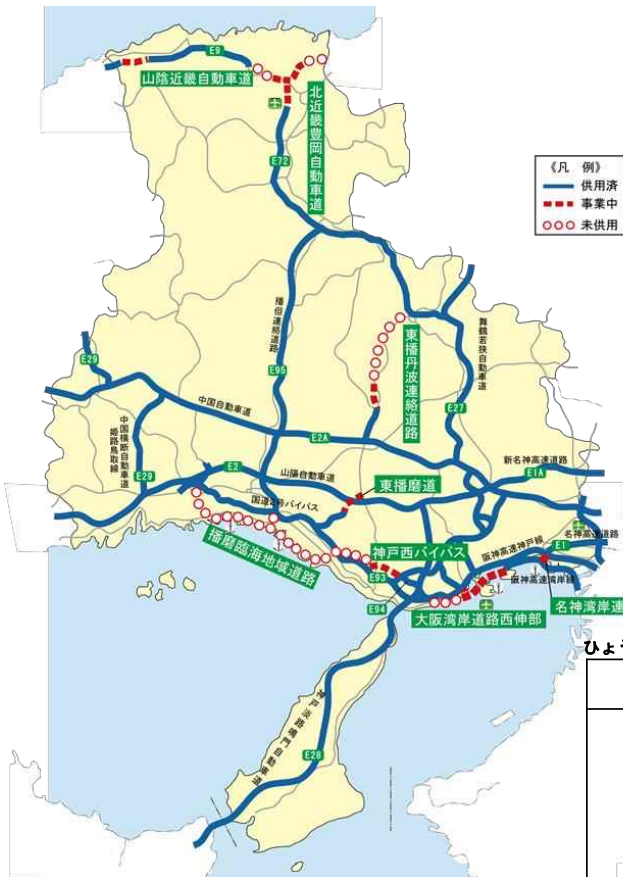 E9
山陰近畿自動車道
北近畿豊岡自動車道
E72
《凡 例》
供用済
事業中
未供用
播但連絡道路
E95
東播丹波連絡道路
舞鶴若狭自動車道
E29
中国自動車道
E27
E2A
中国横断自動車道
姫路鳥取線
E29
E2
山陽自動車道
新名神高速道路
E1A
国道2号バイパス
東播磨道
名神高速道路
E1
播磨臨海地域道路
神戸西バイパス
阪神高速神戸線
E93
阪神高速湾岸線
E94
大阪湾岸道路西伸部
名神湾岸連
ひょう
神戸淡路鳴門自動車道
E28